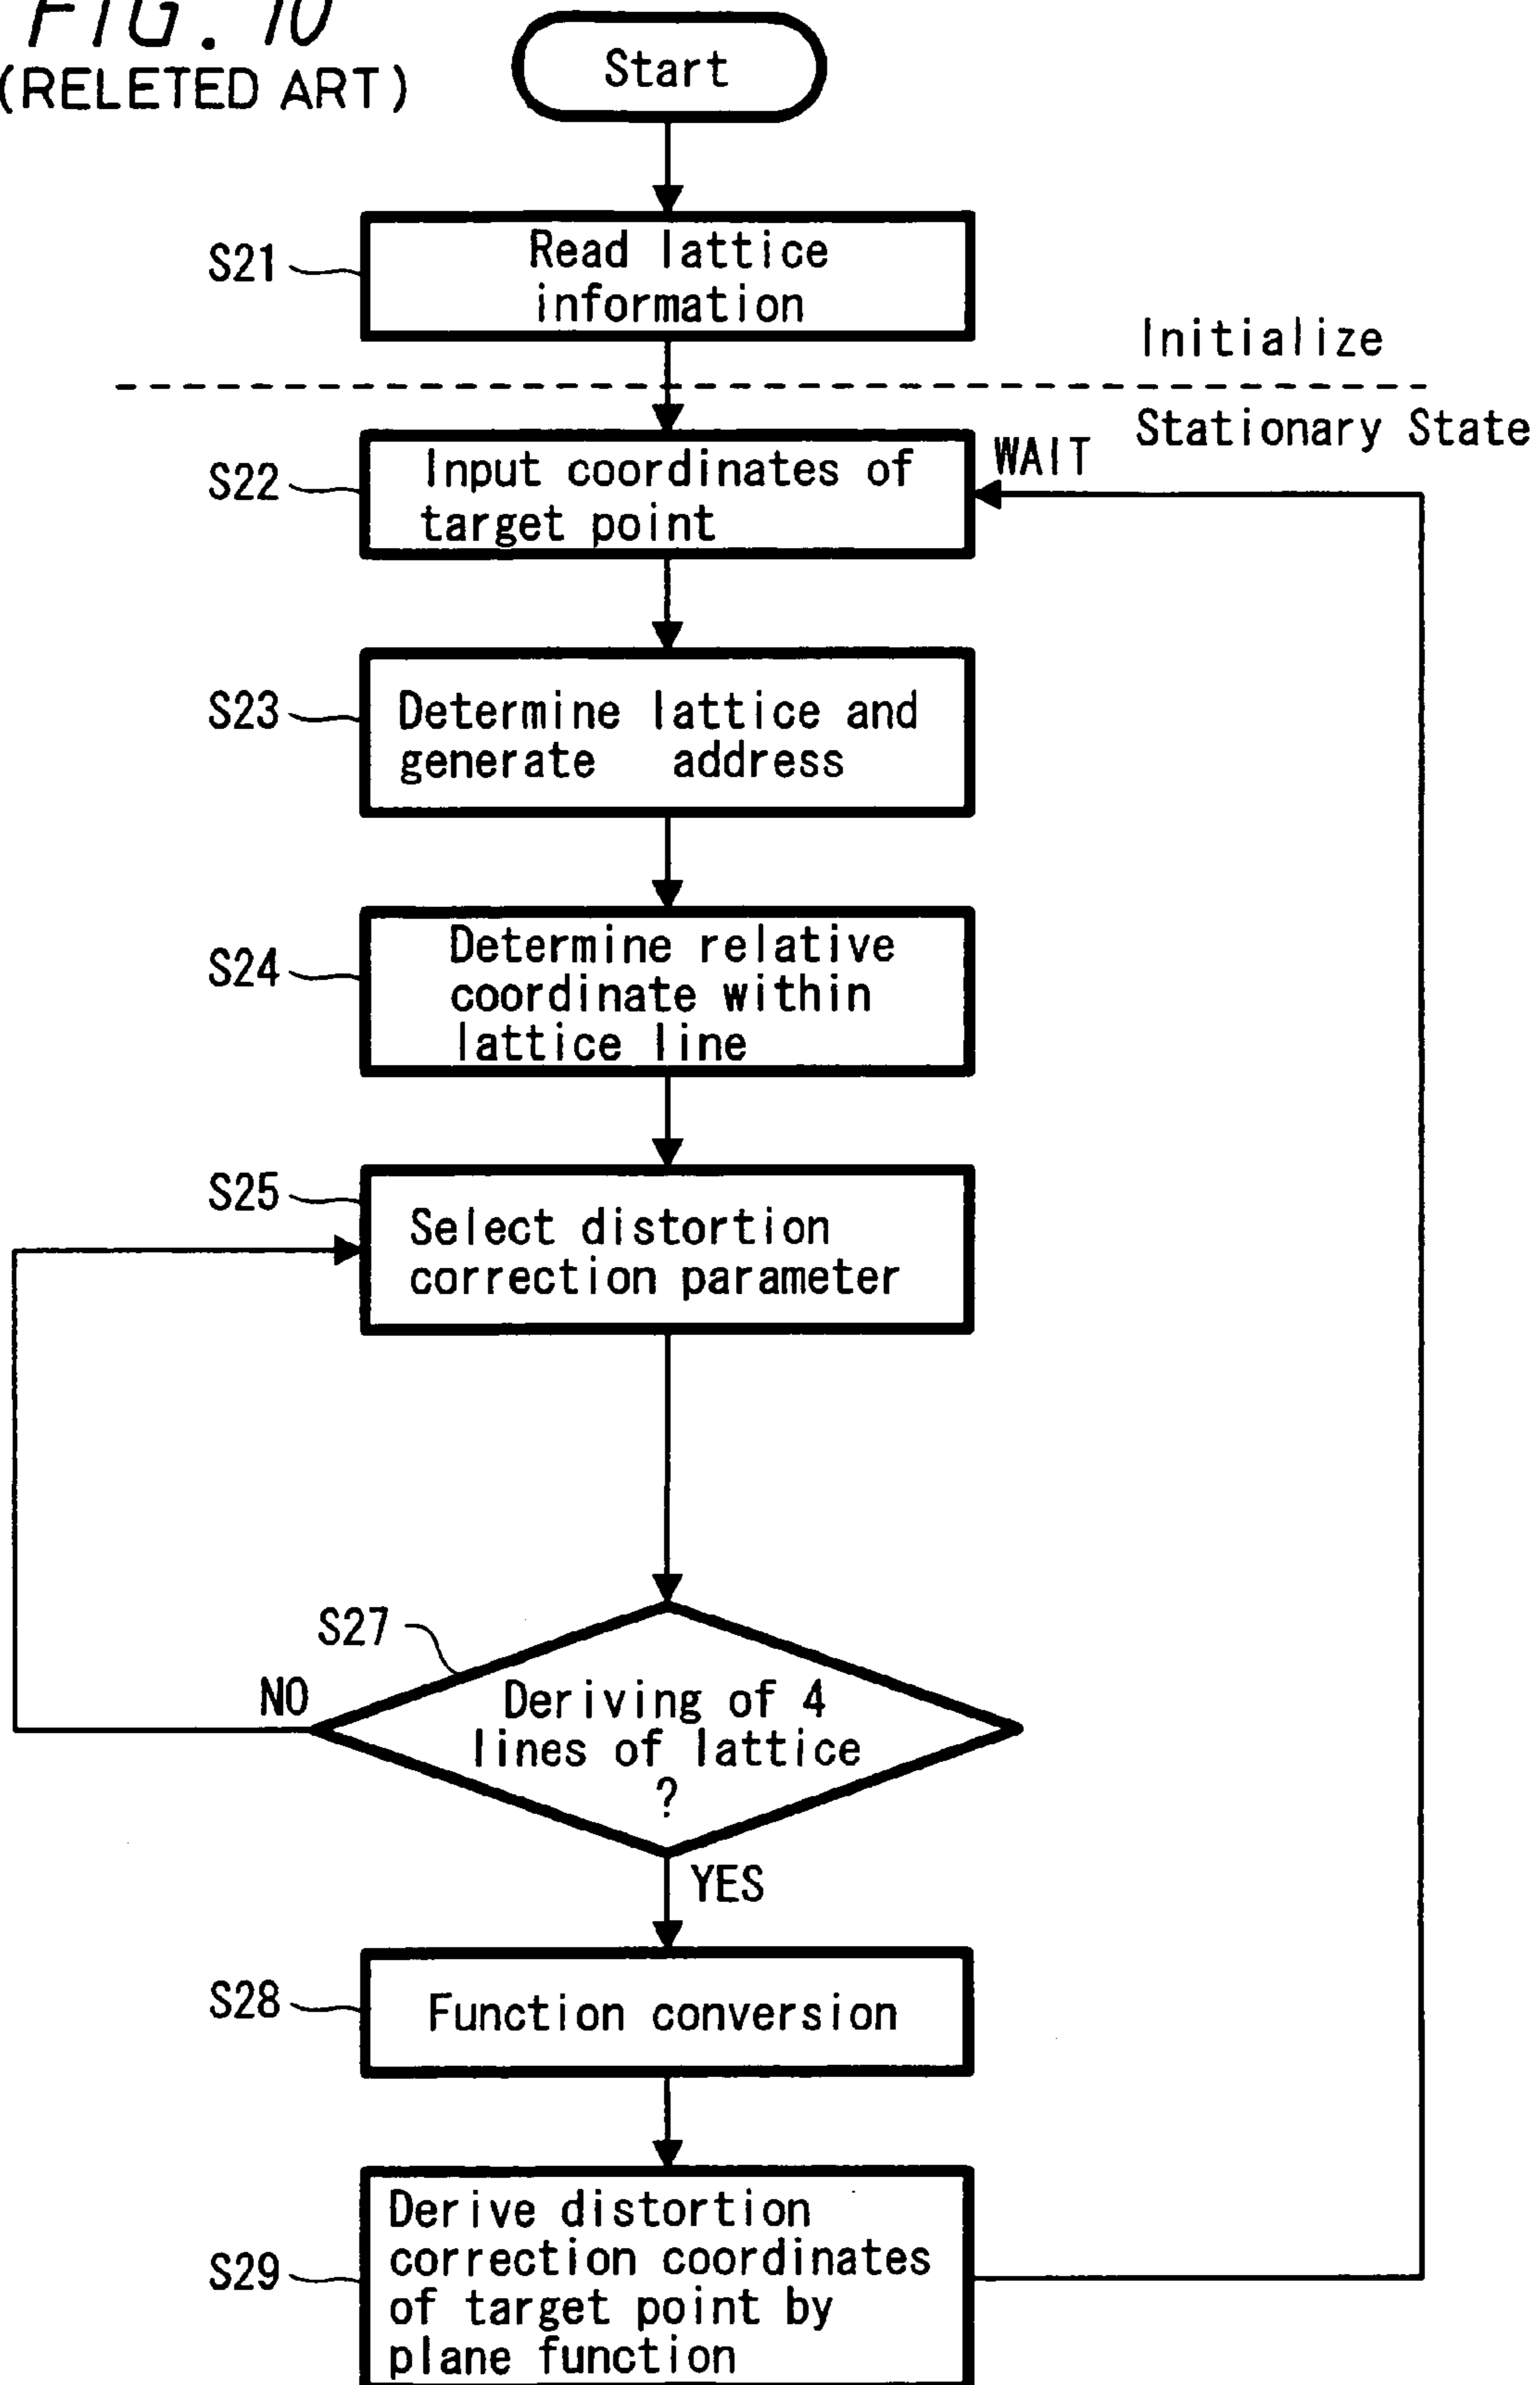 FIG. 10
(RELETED ART)
Start
S21
Read lattice
information
Initialize
Stationary State
WAIT
S22
Input coordinates of
target point
S23
Determine lattice and
generate address
S24
Determine relative
coordinate within
lattice line
S25
Select distortion
correction parameter
S27
Deriving of 4
lines of lattice
?
NO
YES
S28
Function conversion
S29
Derive distortion
correction coordinates
of target point by
plane function